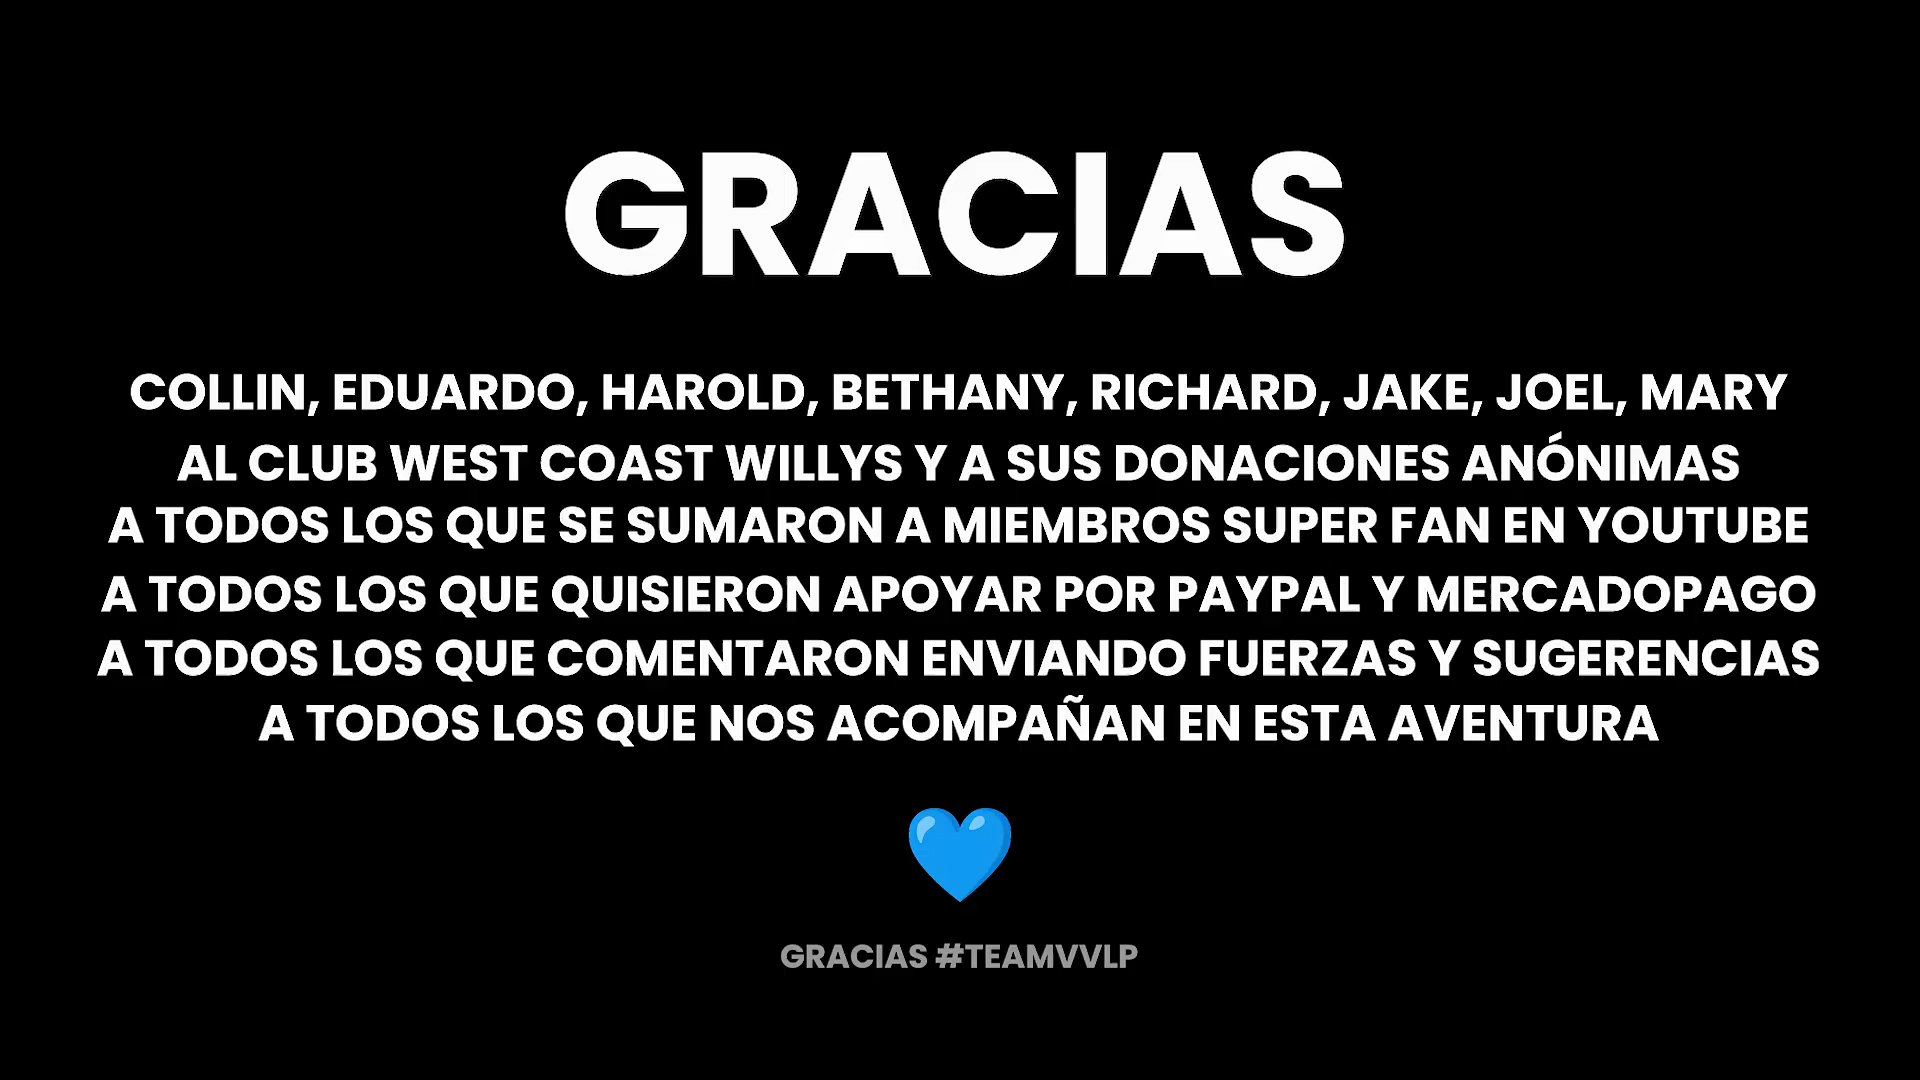 GRACIAS
COLLIN, EDUARDO, HAROLD, BETHANY, RICHARD, JAKE, JOEL, MARY
AL CLUB WEST COAST WILLYS Y A SUS DONACIONES ANÓNIMAS
A TODOS LOS QUE SE SUMARON A MIEMBROS SUPER FAN EN YOUTUBE
A TODOS LOS QUE QUISIERON APOYAR POR PAYPAL Y MERCADOPAGO
A TODOS LOS QUE COMENTARON ENVIANDO FUERZAS Y SUGERENCIAS
A TODOS LOS QUE NOS ACOMPAÑAN EN ESTA AVENTURA
GRACIAS #TEAMVVLP